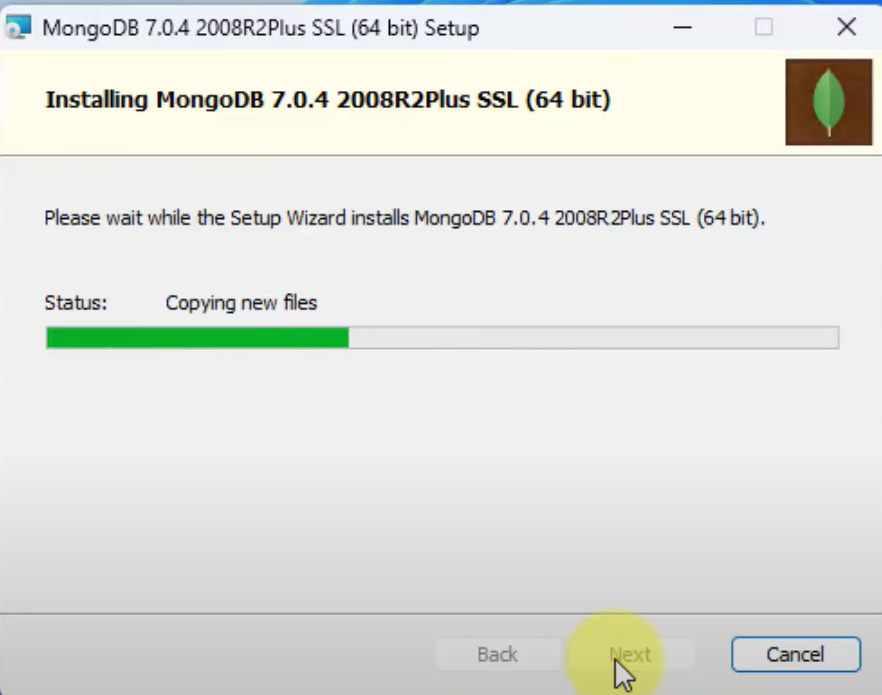 MongoDB 7.0.4 2008R2Plus SSL (64 bit) Setup
Installing MongoDB 7.0.4 2008R2Plus SSL (64 bit)
Please wait while the Setup Wizard installs MongoDB 7.0.4 2008R2Plus SSL (64 bit).
Status: Copying new files
Back Next Cancel